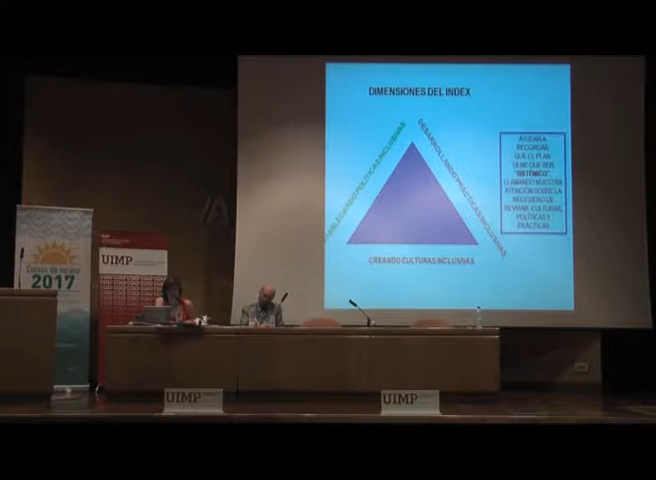 DIMENSIONES DEL INDEX
ESTABLECIENDO POLÍTICAS INCLUSIVAS
DESARROLLANDO PRÁCTICAS INCLUSIVAS
CREANDO CULTURAS INCLUSIVAS
AYUDAN A
RECORDAR
QUE EL PLAN
TIENE QUE SER
"SISTÉMICO",
LLAMANDO NUESTRA
ATENCIÓN SOBRE LA
NECESIDAD DE
REVISAR CULTURAS,
POLÍTICAS Y
PRÁCTICAS.
Cursos de verano
2017
UIMP
UIMP
UIMP